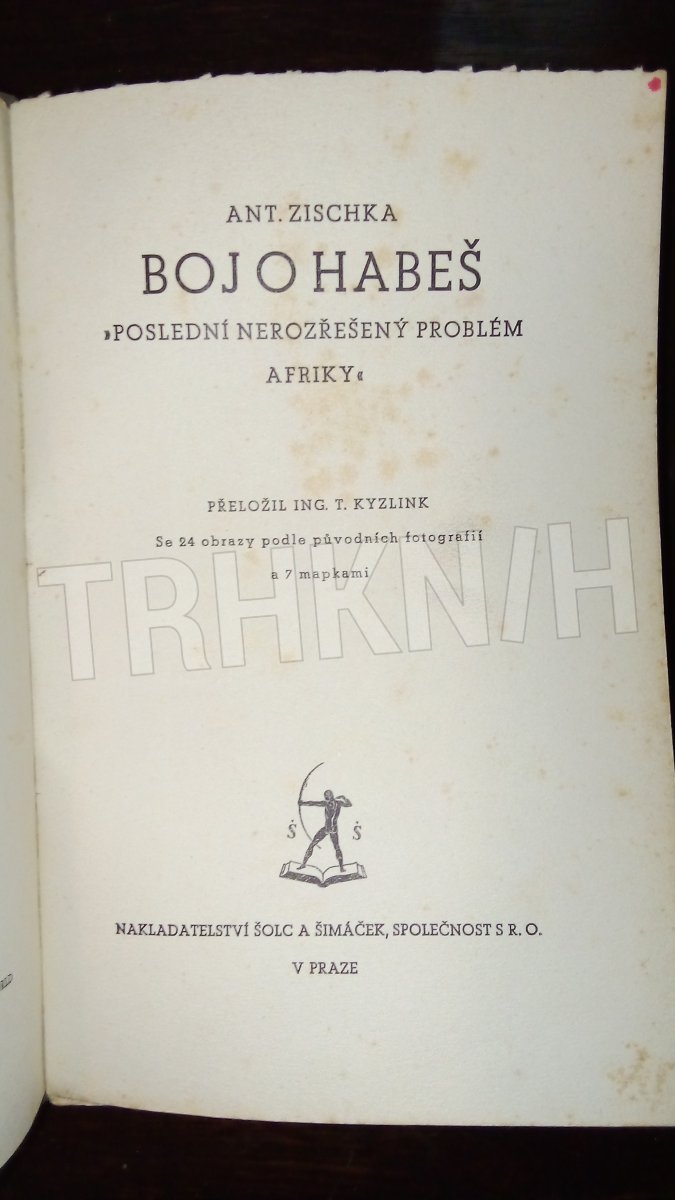 ANT. ZISCHKA
BOJ O HABEŠ
»POSLEDNÍ NEROZŘEŠENÝ PROBLÉM
AFRIKY«
PŘELOŽIL ING. T. KYZLINK
Se 24 obrazy podle původních fotografií
a 7 mapkami
TRHKNIH
Š Š
NAKLADATELSTVÍ ŠOLC A ŠIMÁČEK, SPOLEČNOST S R. O.
V PRAZE